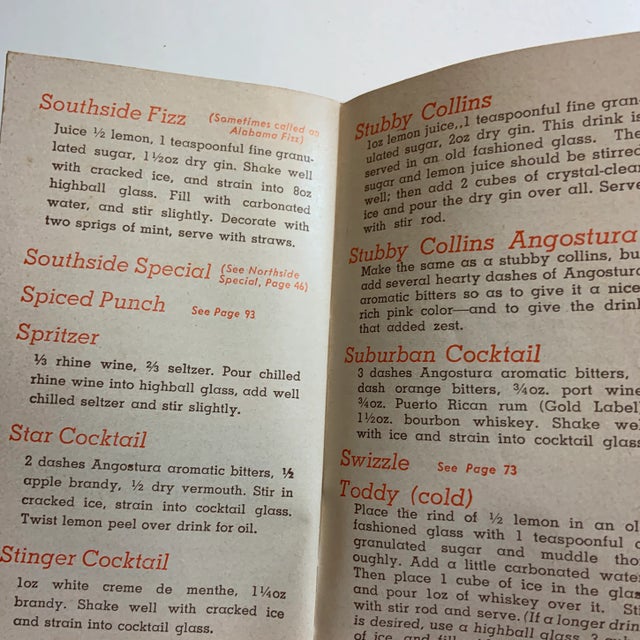 Southside Fizz (Sometimes called an
Alabama Fizz)
Juice ½ lemon, 1 teaspoonful fine granu-
lated sugar, 1½oz dry gin. Shake well
with cracked ice, and strain into 8oz
highball glass. Fill with carbonated
water, and stir slightly. Decorate with
two sprigs of mint, serve with straws.
Southside Special (See Northside
Special, Page 46)
Spiced Punch See Page 93
Spritzer
⅓ rhine wine, ⅔ seltzer. Pour chilled
rhine wine into highball glass, add well
chilled seltzer and stir slightly.
Star Cocktail
2 dashes Angostura aromatic bitters, ½
apple brandy, ½ dry vermouth. Stir in
cracked ice, strain into cocktail glass.
Twist lemon peel over drink for oil.
Stinger Cocktail
1oz white creme de menthe, 1¼oz
brandy. Shake well with cracked ice
and strain into cocktail glass.
Stubby Collins
1oz lemon juice, 1 teaspoonful fine gran-
ulated sugar, 2oz dry gin. This drink is
served in an old fashioned glass. The
sugar and lemon juice should be stirred
well; then add 2 cubes of crystal-clear
ice and pour the dry gin over all. Serve
with stir rod.
Stubby Collins Angostura
Make the same as a stubby collins, but
add several hearty dashes of Angostura
aromatic bitters so as to give it a nice
rich pink color—and to give the drink
that added zest.
Suburban Cocktail
3 dashes Angostura aromatic bitters,
dash orange bitters, ¾oz. port wine
¾oz. Puerto Rican rum (Gold Label)
1½oz. bourbon whiskey. Shake wel
with ice and strain into cocktail glass
Swizzle See Page 73
Toddy (cold)
Place the rind of ½ lemon in an ol
fashioned glass with 1 teaspoonful
granulated sugar and muddle tho
oughly. Add a little carbonated wate
Then place 1 cube of ice in the glas
and pour 1oz of whiskey over it. Sti
with stir rod and serve. (If a longer drin
is desired, use a highball glass,
of ice, and